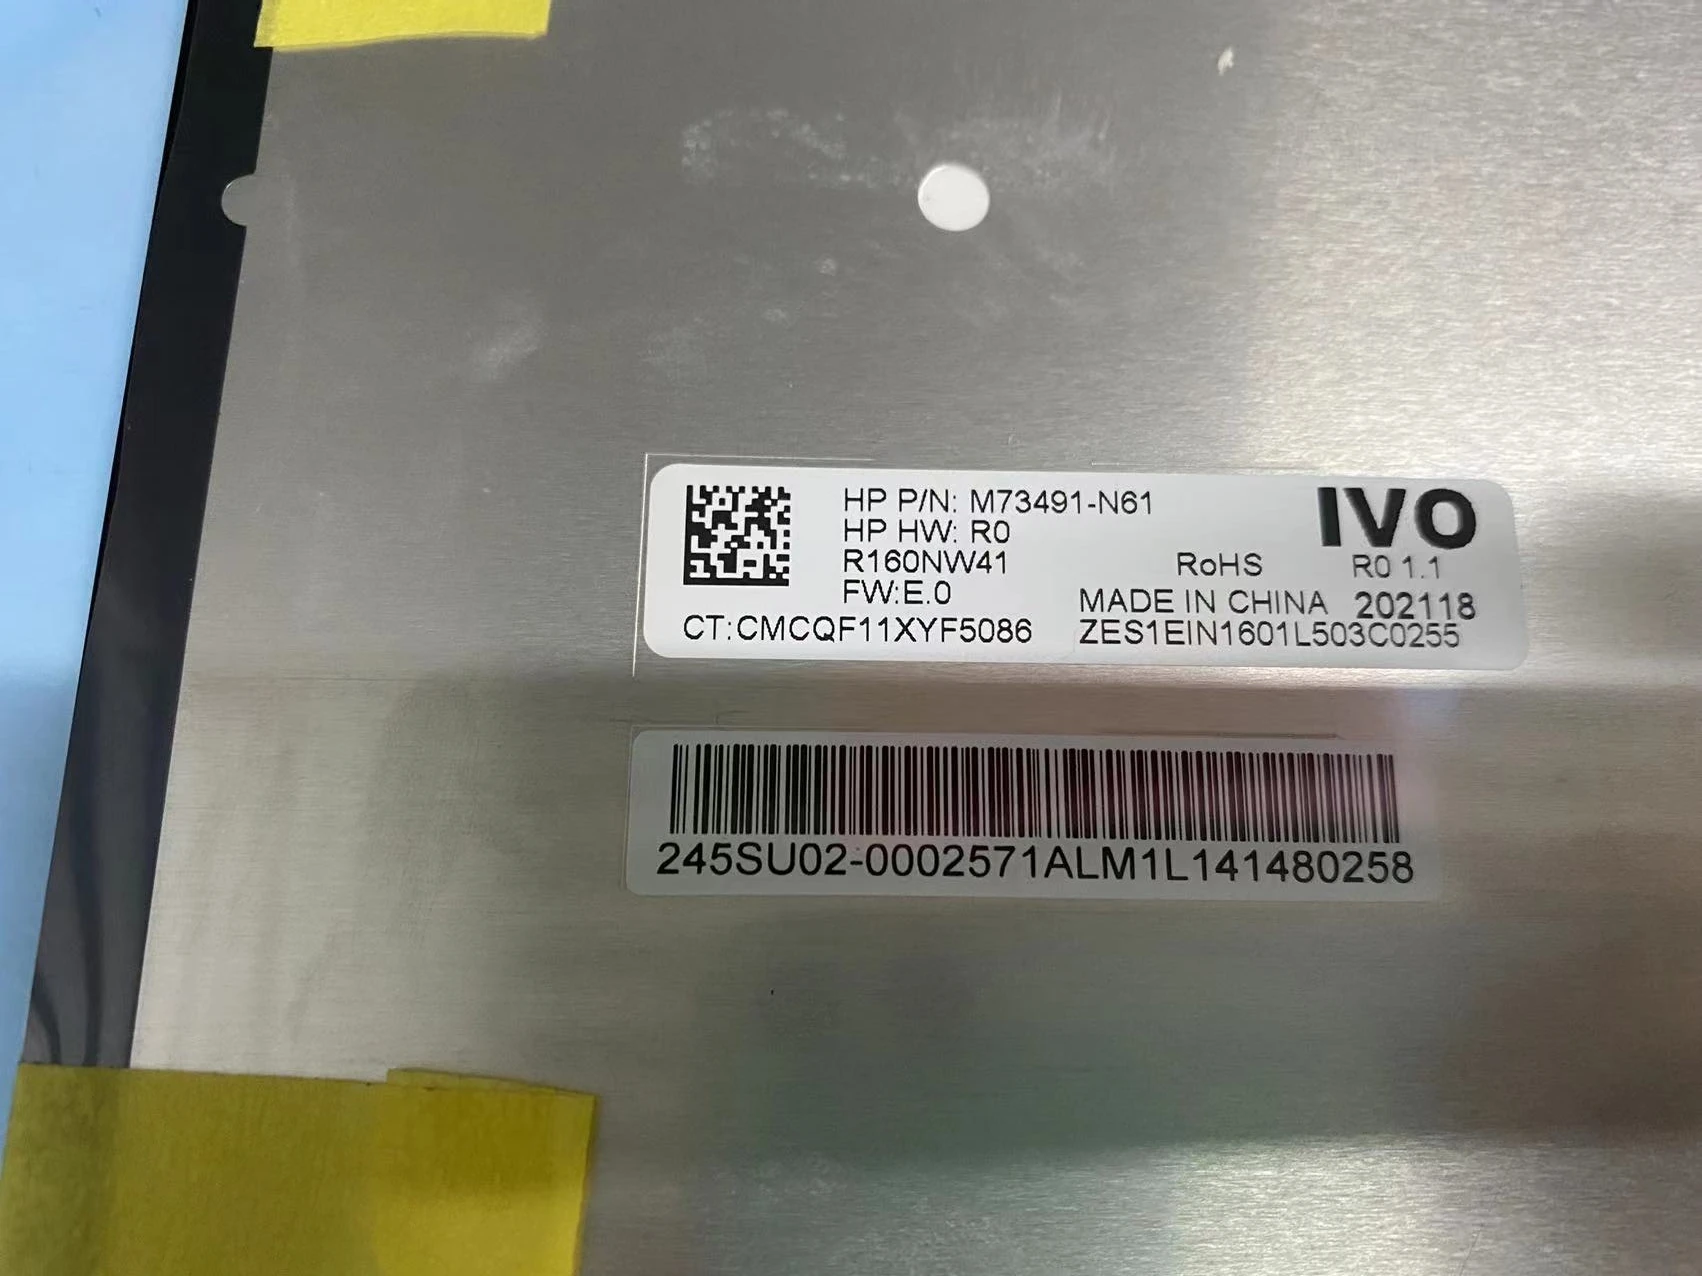 HP P/N: M73491-N61
IVO
HP HW: R0
R160NW41
RoHS R0 1.1
FW:E.0
MADE IN CHINA 202118
CT:CMCQF11XYF5086
ZES1EIN1601L503C0255
245SU02-0002571ALM1L141480258